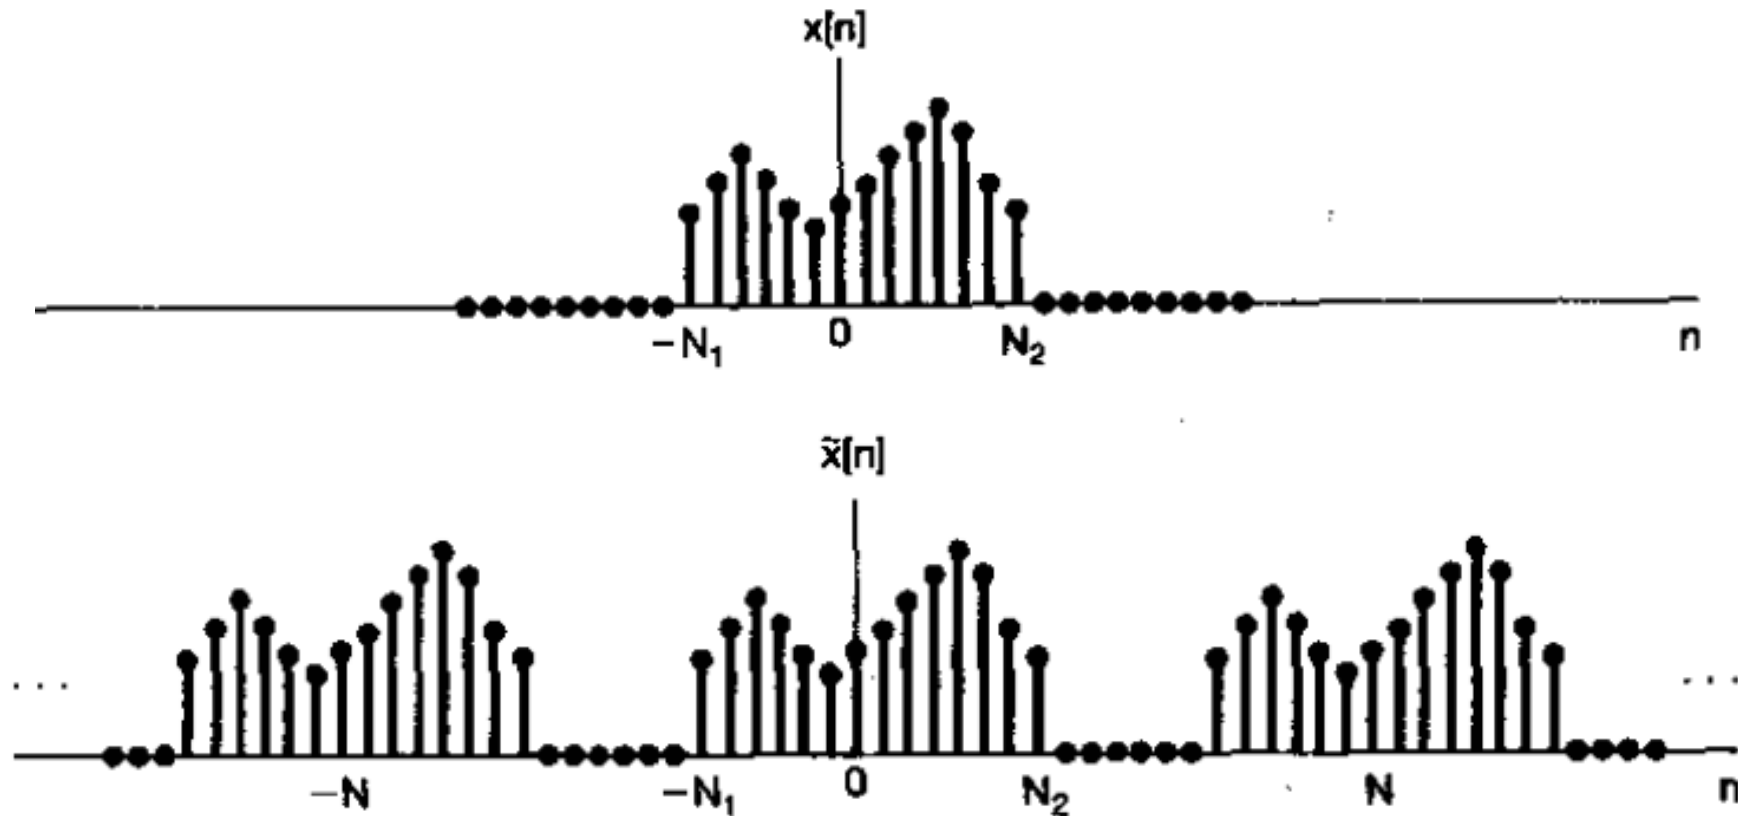 x[n]
-N₁ 0 N₂ n
x̃[n]
... ...
-N -N₁ 0 N₂ N n